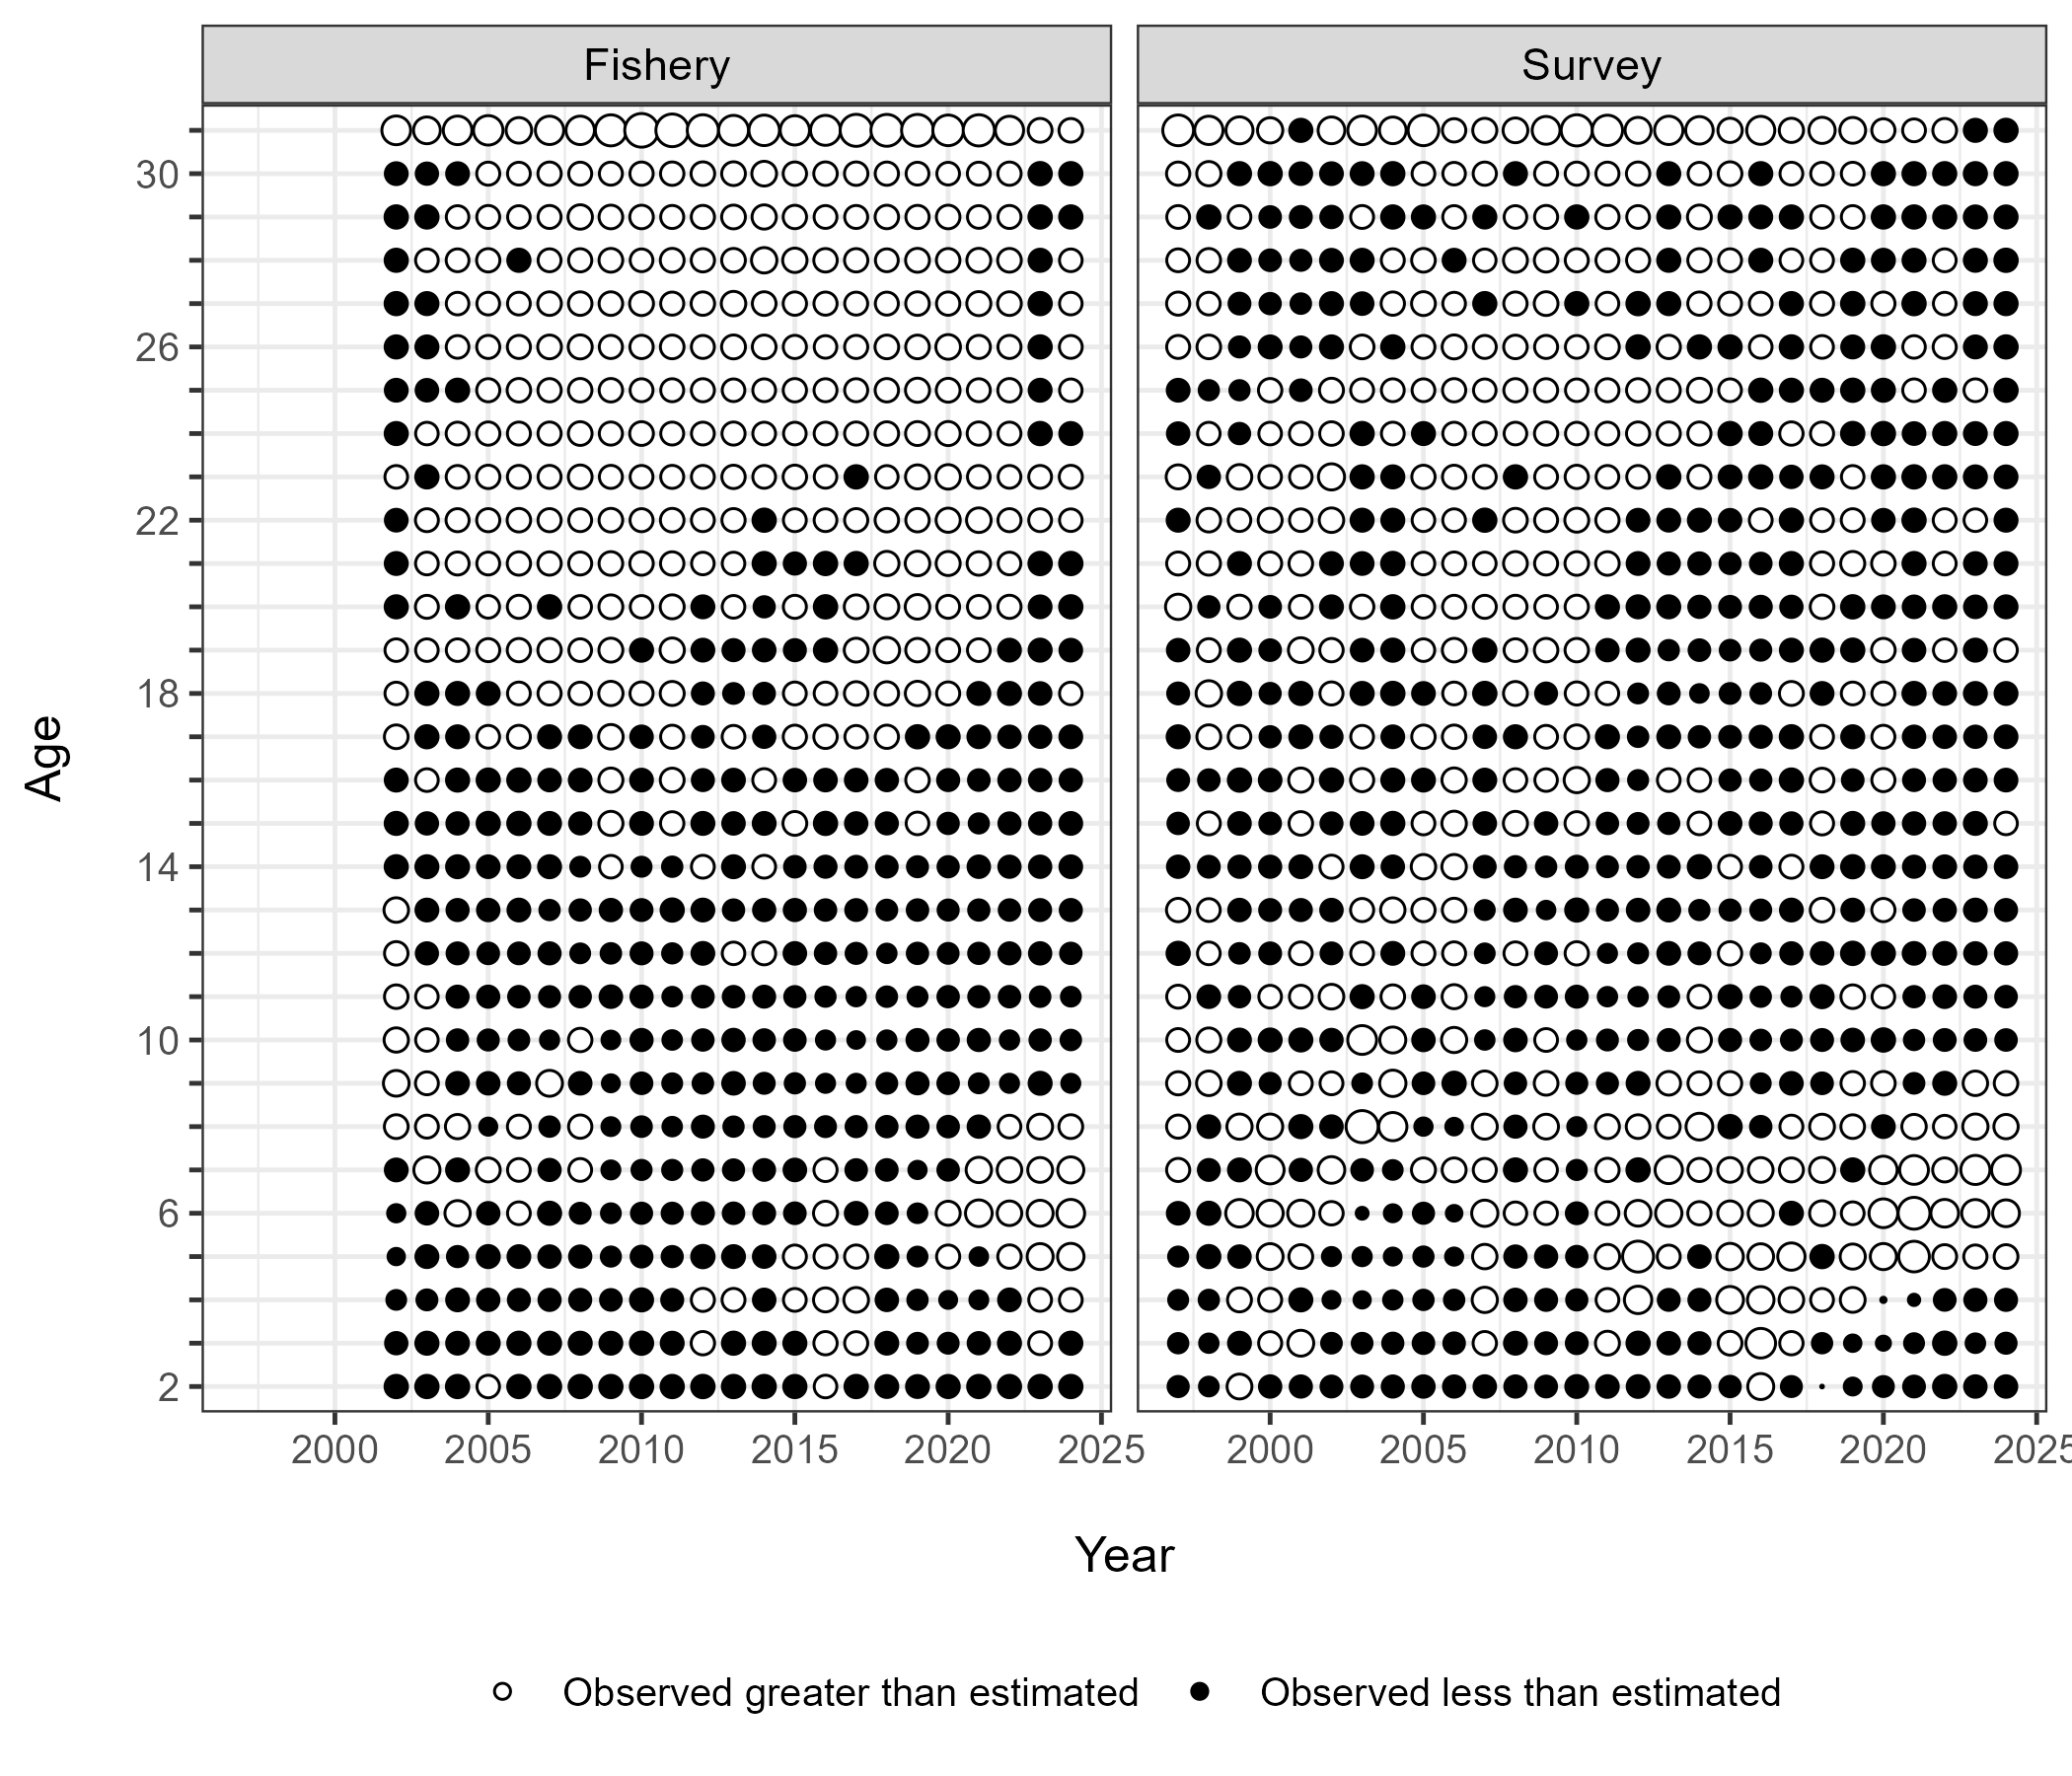 Fishery
Survey
30
26
22
18
14
10
6
2
Age
2000 2005 2010 2015 2020 2025
2000 2005 2010 2015 2020 2025
Year
Observed greater than estimated
Observed less than estimated